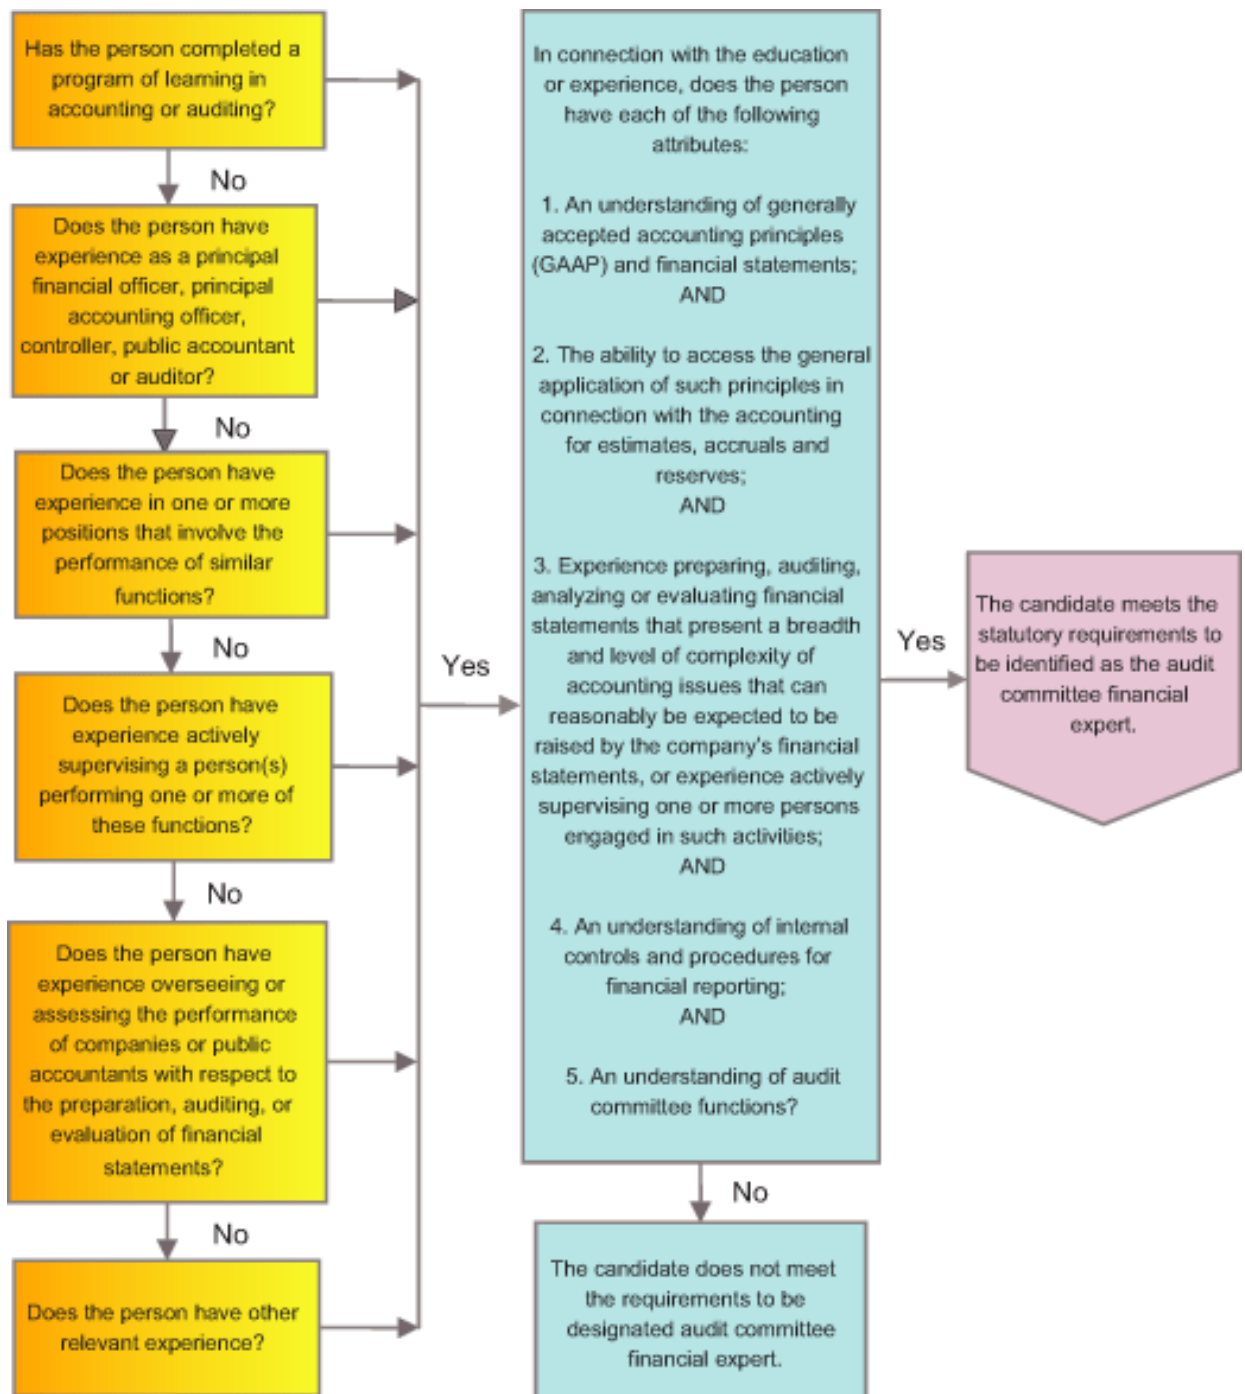 Has the person completed a
program of learning in
accounting or auditing?
No
Does the person have
experience as a principal
financial officer, principal
accounting officer,
controller, public accountant
or auditor?
No
Does the person have
experience in one or more
positions that involve the
performance of similar
functions?
No
Does the person have
experience actively
supervising a person(s)
performing one or more of
these functions?
No
Does the person have
experience overseeing or
assessing the performance
of companies or public
accountants with respect to
the preparation, auditing, or
evaluation of financial
statements?
No
Does the person have other
relevant experience?
Yes
In connection with the education
or experience, does the person
have each of the following
attributes:
1. An understanding of generally
accepted accounting principles
(GAAP) and financial statements;
AND
2. The ability to access the general
application of such principles in
connection with the accounting
for estimates, accruals and
reserves;
AND
3. Experience preparing, auditing,
analyzing or evaluating financial
statements that present a breadth
and level of complexity of
accounting issues that can
reasonably be expected to be
raised by the company's financial
statements, or experience actively
supervising one or more persons
engaged in such activities;
AND
4. An understanding of internal
controls and procedures for
financial reporting;
AND
5. An understanding of audit
committee functions?
No
The candidate does not meet
the requirements to be
designated audit committee
financial expert.
Yes
The candidate meets the
statutory requirements to
be identified as the audit
committee financial
expert.